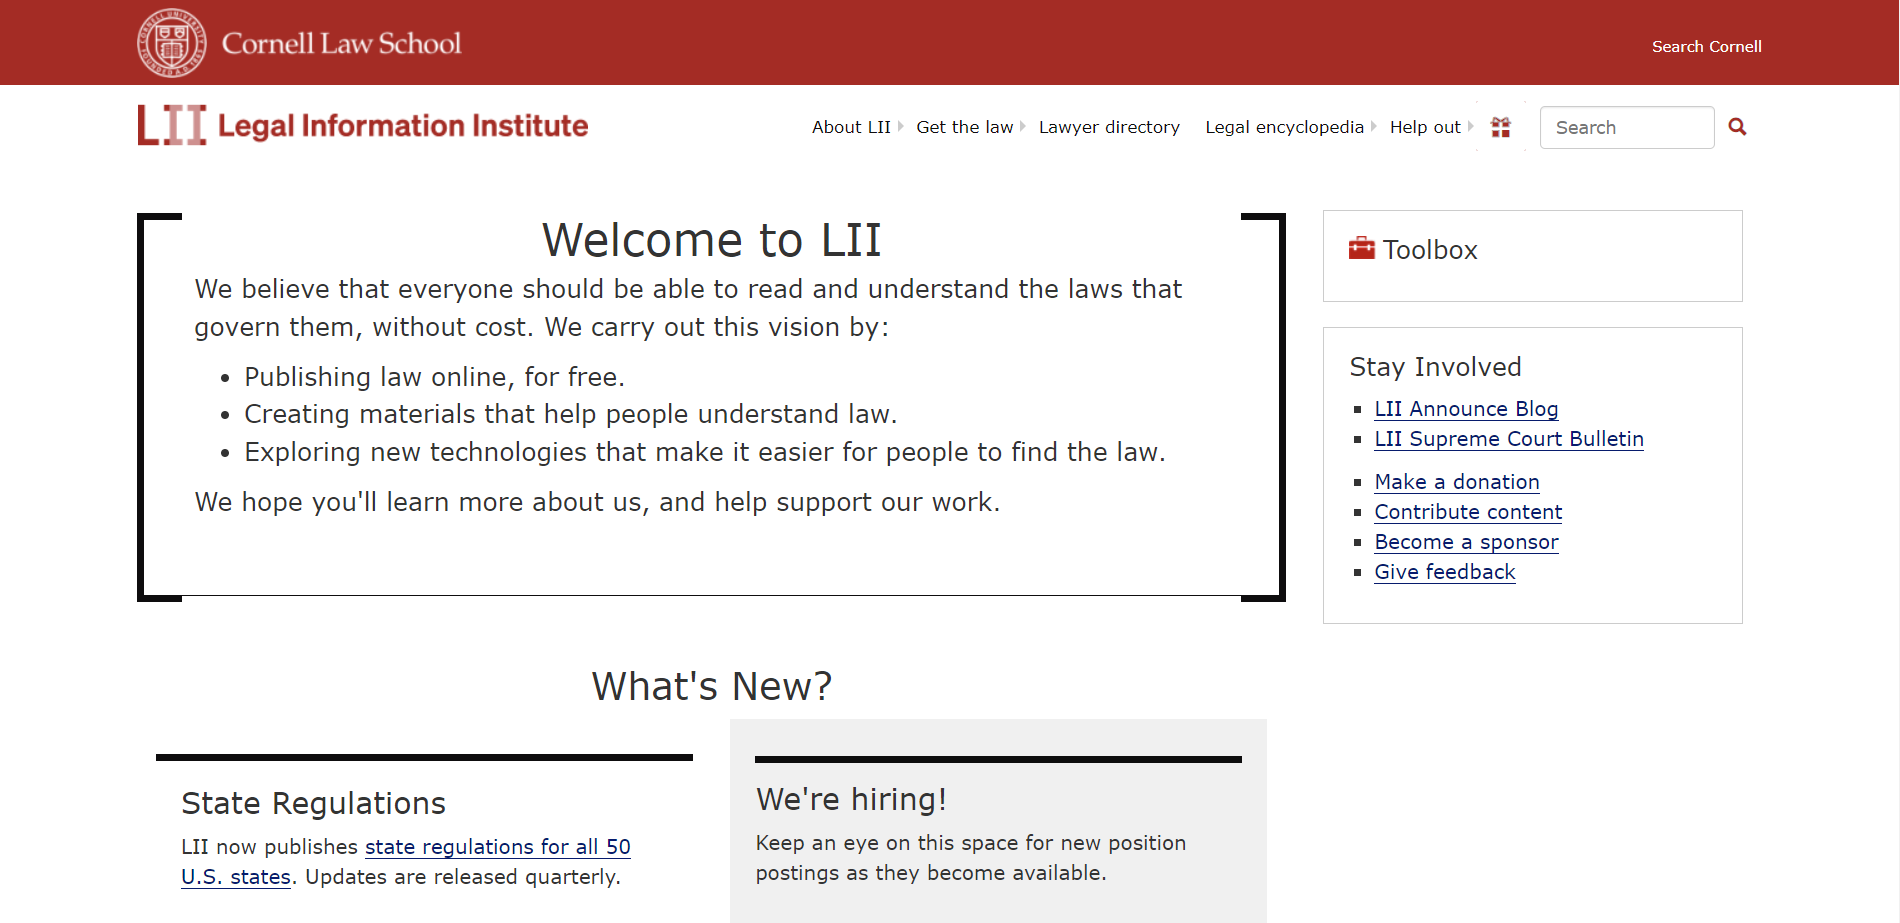 Cornell Law School
Search Cornell
LII Legal Information Institute
About LII
Get the law
Lawyer directory
Legal encyclopedia
Help out
Search
Welcome to LII
We believe that everyone should be able to read and understand the laws that
govern them, without cost. We carry out this vision by:
Publishing law online, for free.
Creating materials that help people understand law.
Exploring new technologies that make it easier for people to find the law.
We hope you'll learn more about us, and help support our work.
Toolbox
Stay Involved
LII Announce Blog
LII Supreme Court Bulletin
Make a donation
Contribute content
Become a sponsor
Give feedback
What's New?
State Regulations
LII now publishes state regulations for all 50
U.S. states. Updates are released quarterly.
We're hiring!
Keep an eye on this space for new position
postings as they become available.